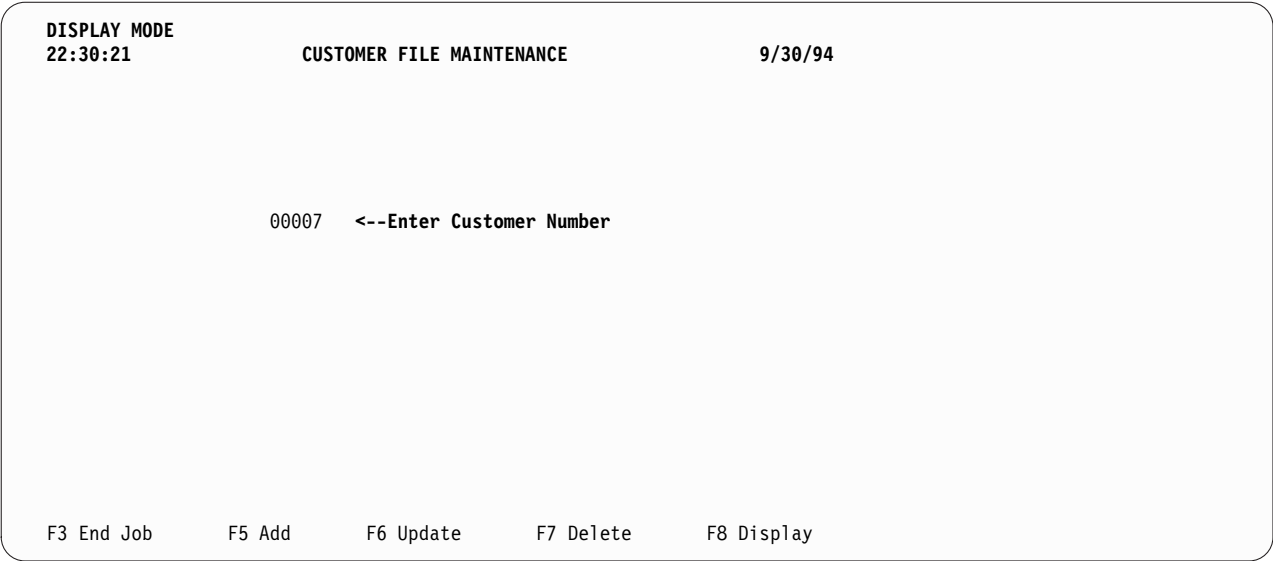 DISPLAY MODE
22:30:21 CUSTOMER FILE MAINTENANCE 9/30/94
00007 <--Enter Customer Number
F3 End Job F5 Add F6 Update F7 Delete F8 Display